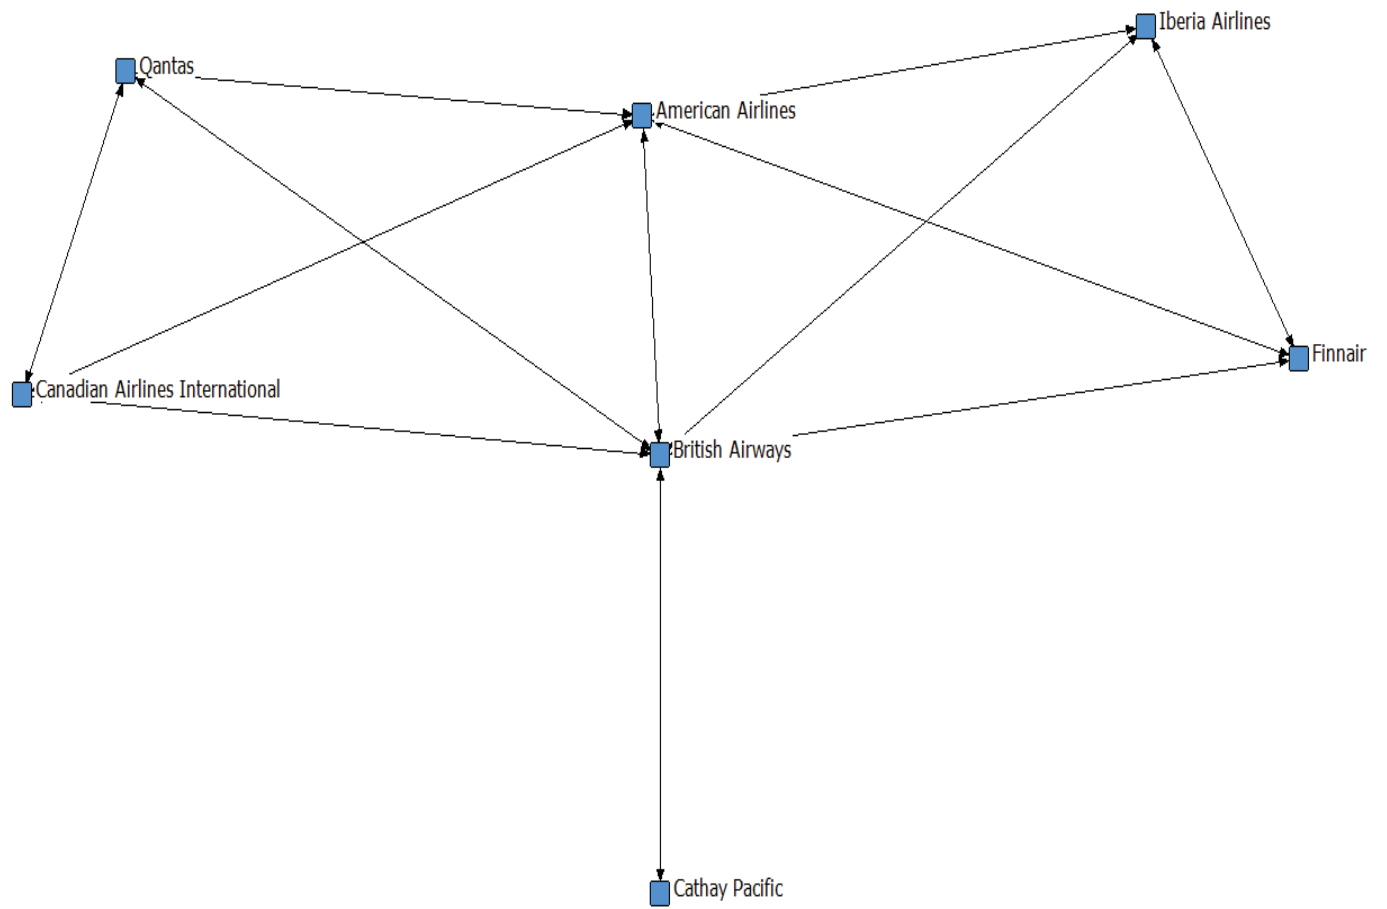 Iberia Airlines
Qantas
American Airlines
Finnair
Canadian Airlines International
British Airways
Cathay Pacific